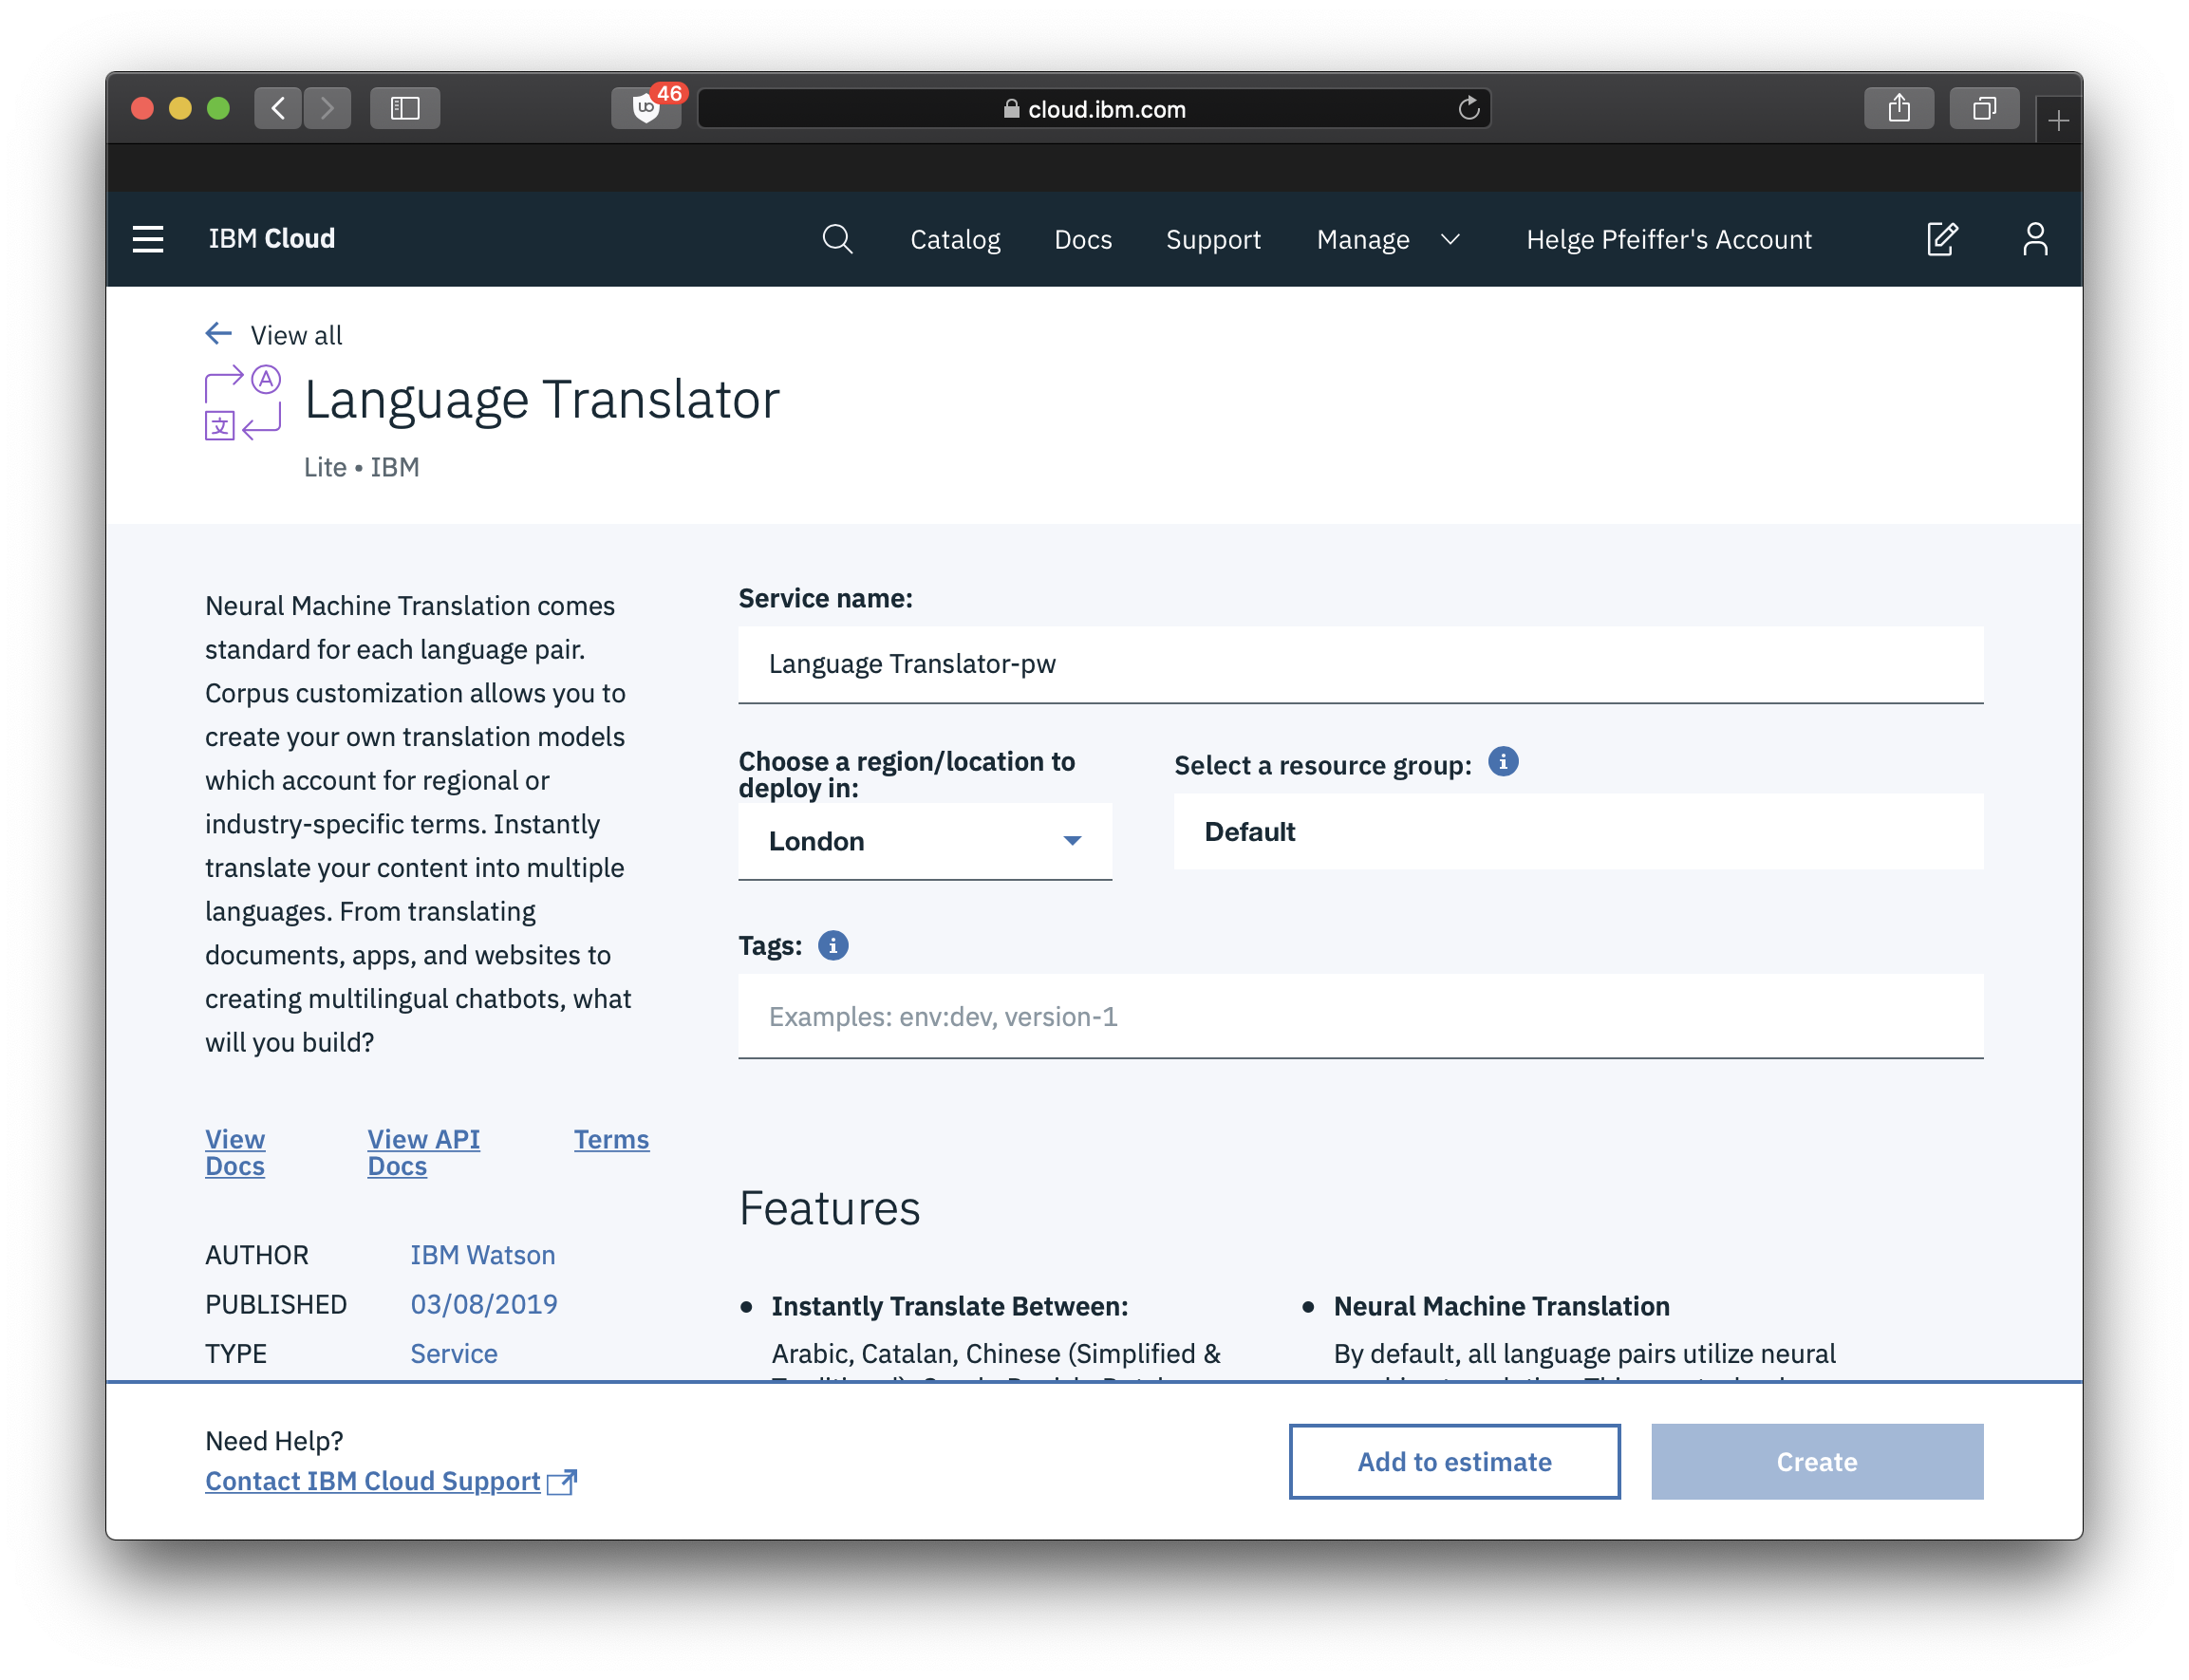 46
cloud.ibm.com
IBM Cloud
Catalog
Docs
Support
Manage
Helge Pfeiffer's Account
View all
A
文
Language Translator
Lite • IBM
Neural Machine Translation comes
standard for each language pair.
Corpus customization allows you to
create your own translation models
which account for regional or
industry-specific terms. Instantly
translate your content into multiple
languages. From translating
documents, apps, and websites to
creating multilingual chatbots, what
will you build?
View
Docs
View API
Docs
Terms
AUTHOR IBM Watson
PUBLISHED 03/08/2019
TYPE Service
Service name:
Language Translator-pw
Choose a region/location to
deploy in:
London
Select a resource group:
Default
Tags:
Examples: env:dev, version-1
Features
• Instantly Translate Between:
Arabic, Catalan, Chinese (Simplified &
• Neural Machine Translation
By default, all language pairs utilize neural
Need Help?
Contact IBM Cloud Support
Add to estimate
Create